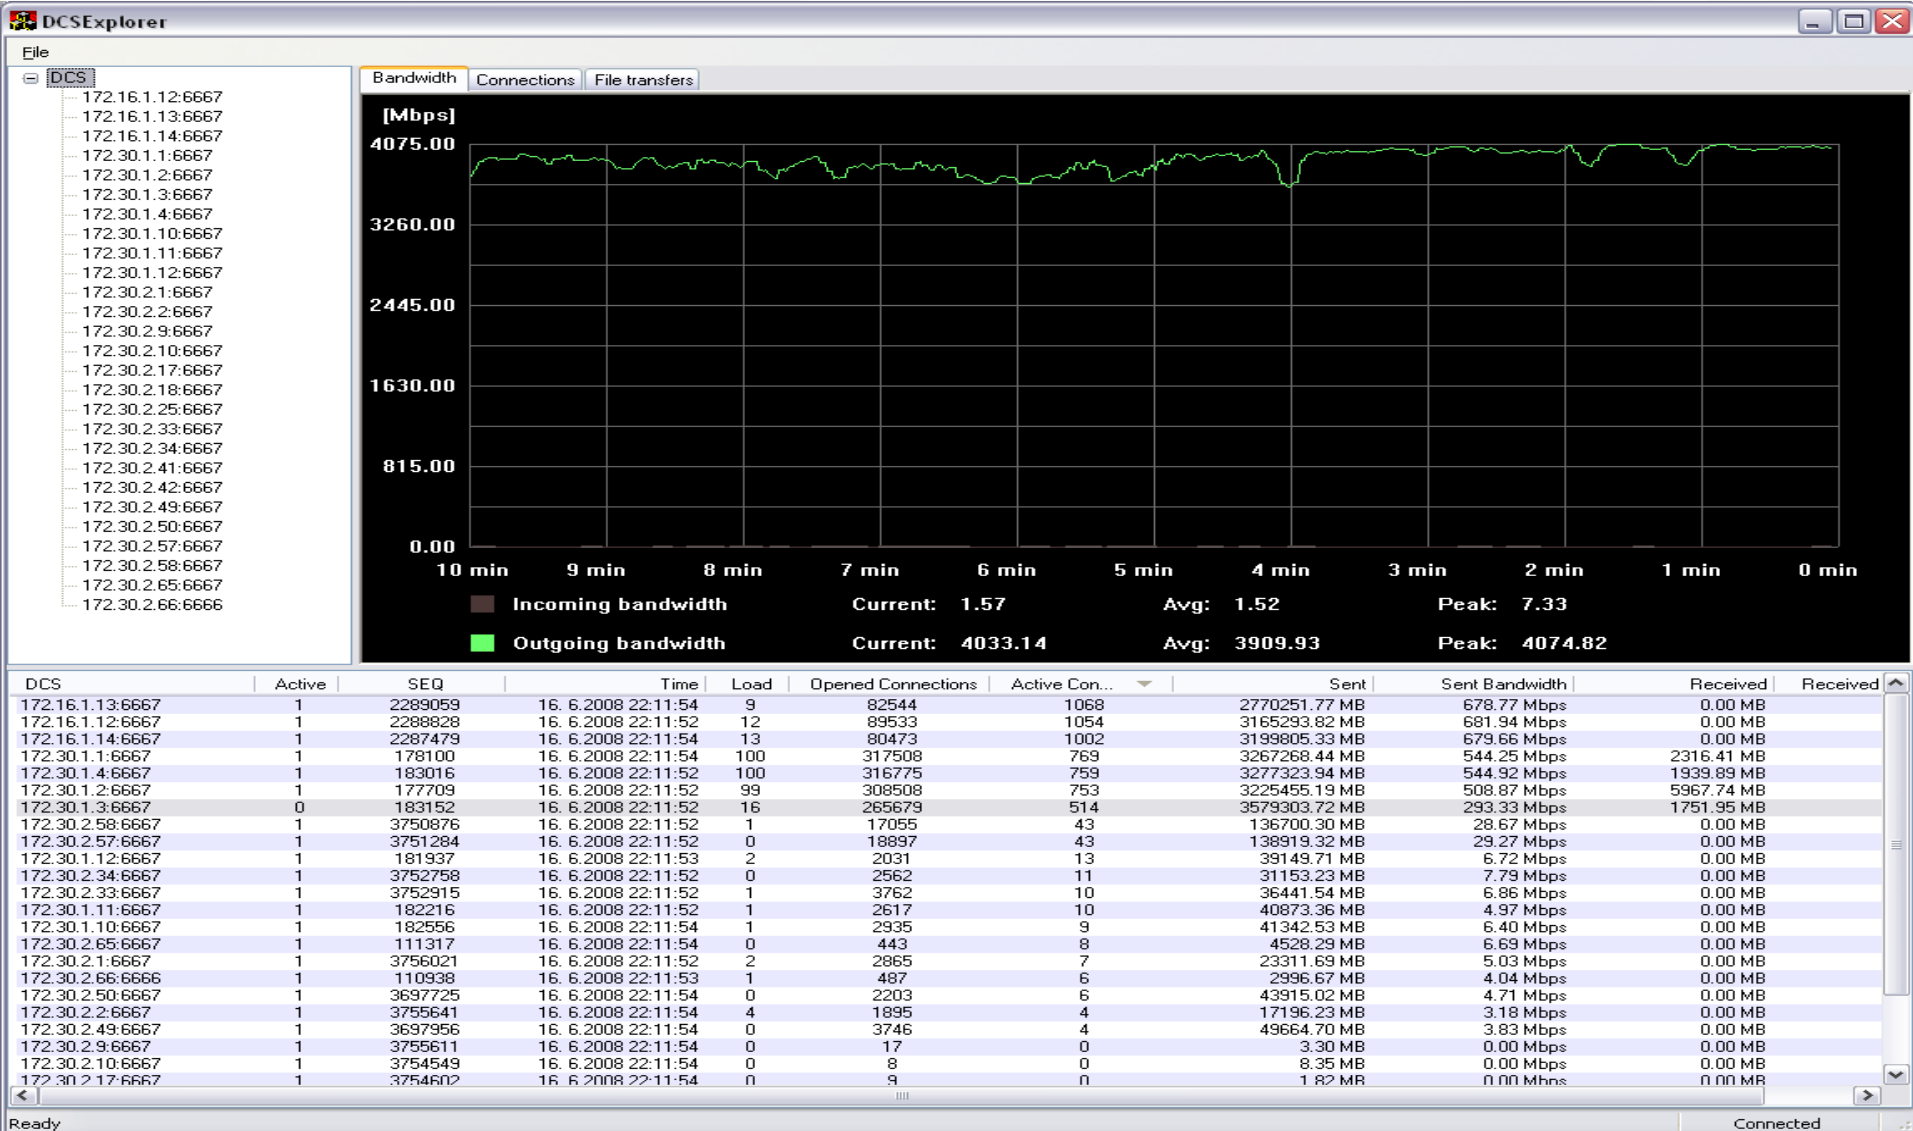 DCSExplorer
File
DCS
172.16.1.12:6667
172.16.1.13:6667
172.16.1.14:6667
172.30.1.1:6667
172.30.1.2:6667
172.30.1.3:6667
172.30.1.4:6667
172.30.1.10:6667
172.30.1.11:6667
172.30.1.12:6667
172.30.2.1:6667
172.30.2.2:6667
172.30.2.9:6667
172.30.2.10:6667
172.30.2.17:6667
172.30.2.18:6667
172.30.2.25:6667
172.30.2.33:6667
172.30.2.34:6667
172.30.2.41:6667
172.30.2.42:6667
172.30.2.49:6667
172.30.2.50:6667
172.30.2.57:6667
172.30.2.58:6667
172.30.2.65:6667
172.30.2.66:6666
Bandwidth Connections File transfers
[Mbps]
4075.00
3260.00
2445.00
1630.00
815.00
0.00
10 min 9 min 8 min 7 min 6 min 5 min 4 min 3 min 2 min 1 min 0 min
Incoming bandwidth Current: 1.57 Avg: 1.52 Peak: 7.33
Outgoing bandwidth Current: 4033.14 Avg: 3909.93 Peak: 4074.82
DCS Active SEQ Time Load Opened Connections Active Con... Sent Sent Bandwidth Received Received
172.16.1.13:6667 1 2289059 16. 6.2008 22:11:54 9 82544 1068 2770251.77 MB 678.77 Mbps 0.00 MB
172.16.1.12:6667 1 2288828 16. 6.2008 22:11:52 12 89533 1054 3165293.82 MB 681.94 Mbps 0.00 MB
172.16.1.14:6667 1 2287479 16. 6.2008 22:11:54 13 80473 1002 3199805.33 MB 679.66 Mbps 0.00 MB
172.30.1.1:6667 1 178100 16. 6.2008 22:11:54 100 317508 769 3267268.44 MB 544.25 Mbps 2316.41 MB
172.30.1.4:6667 1 183016 16. 6.2008 22:11:52 100 316775 759 3277323.94 MB 544.92 Mbps 1939.89 MB
172.30.1.2:6667 1 177709 16. 6.2008 22:11:52 99 308508 753 3225455.19 MB 508.87 Mbps 5967.74 MB
172.30.1.3:6667 0 183152 16. 6.2008 22:11:52 16 265679 514 3579303.72 MB 293.33 Mbps 1751.95 MB
172.30.2.58:6667 1 3750876 16. 6.2008 22:11:52 1 17055 43 136700.30 MB 28.67 Mbps 0.00 MB
172.30.2.57:6667 1 3751284 16. 6.2008 22:11:52 0 18897 43 138919.32 MB 29.27 Mbps 0.00 MB
172.30.1.12:6667 1 181937 16. 6.2008 22:11:53 2 2031 13 39149.71 MB 6.72 Mbps 0.00 MB
172.30.2.34:6667 1 3752758 16. 6.2008 22:11:52 0 2562 11 31153.23 MB 7.79 Mbps 0.00 MB
172.30.2.33:6667 1 3752915 16. 6.2008 22:11:52 1 3762 10 36441.54 MB 6.86 Mbps 0.00 MB
172.30.1.11:6667 1 182216 16. 6.2008 22:11:52 1 2617 10 40873.36 MB 4.97 Mbps 0.00 MB
172.30.1.10:6667 1 182556 16. 6.2008 22:11:54 1 2935 9 41342.53 MB 6.40 Mbps 0.00 MB
172.30.2.65:6667 1 111317 16. 6.2008 22:11:54 0 443 8 4528.29 MB 6.69 Mbps 0.00 MB
172.30.2.1:6667 1 3756021 16. 6.2008 22:11:52 2 2865 7 23311.69 MB 5.03 Mbps 0.00 MB
172.30.2.66:6666 1 110938 16. 6.2008 22:11:53 1 487 6 2996.67 MB 4.04 Mbps 0.00 MB
172.30.2.50:6667 1 3697725 16. 6.2008 22:11:54 0 2203 6 43915.02 MB 4.71 Mbps 0.00 MB
172.30.2.2:6667 1 3755641 16. 6.2008 22:11:54 4 1895 4 17196.23 MB 3.18 Mbps 0.00 MB
172.30.2.49:6667 1 3697956 16. 6.2008 22:11:54 0 3746 4 49664.70 MB 3.83 Mbps 0.00 MB
172.30.2.9:6667 1 3755611 16. 6.2008 22:11:54 0 17 0 3.30 MB 0.00 Mbps 0.00 MB
172.30.2.10:6667 1 3754549 16. 6.2008 22:11:54 0 8 0 8.35 MB 0.00 Mbps 0.00 MB
172.30.2.17:6667 1 3754602 16. 6.2008 22:11:54 0 9 0 1.82 MB 0.00 Mbps 0.00 MB
Ready Connected